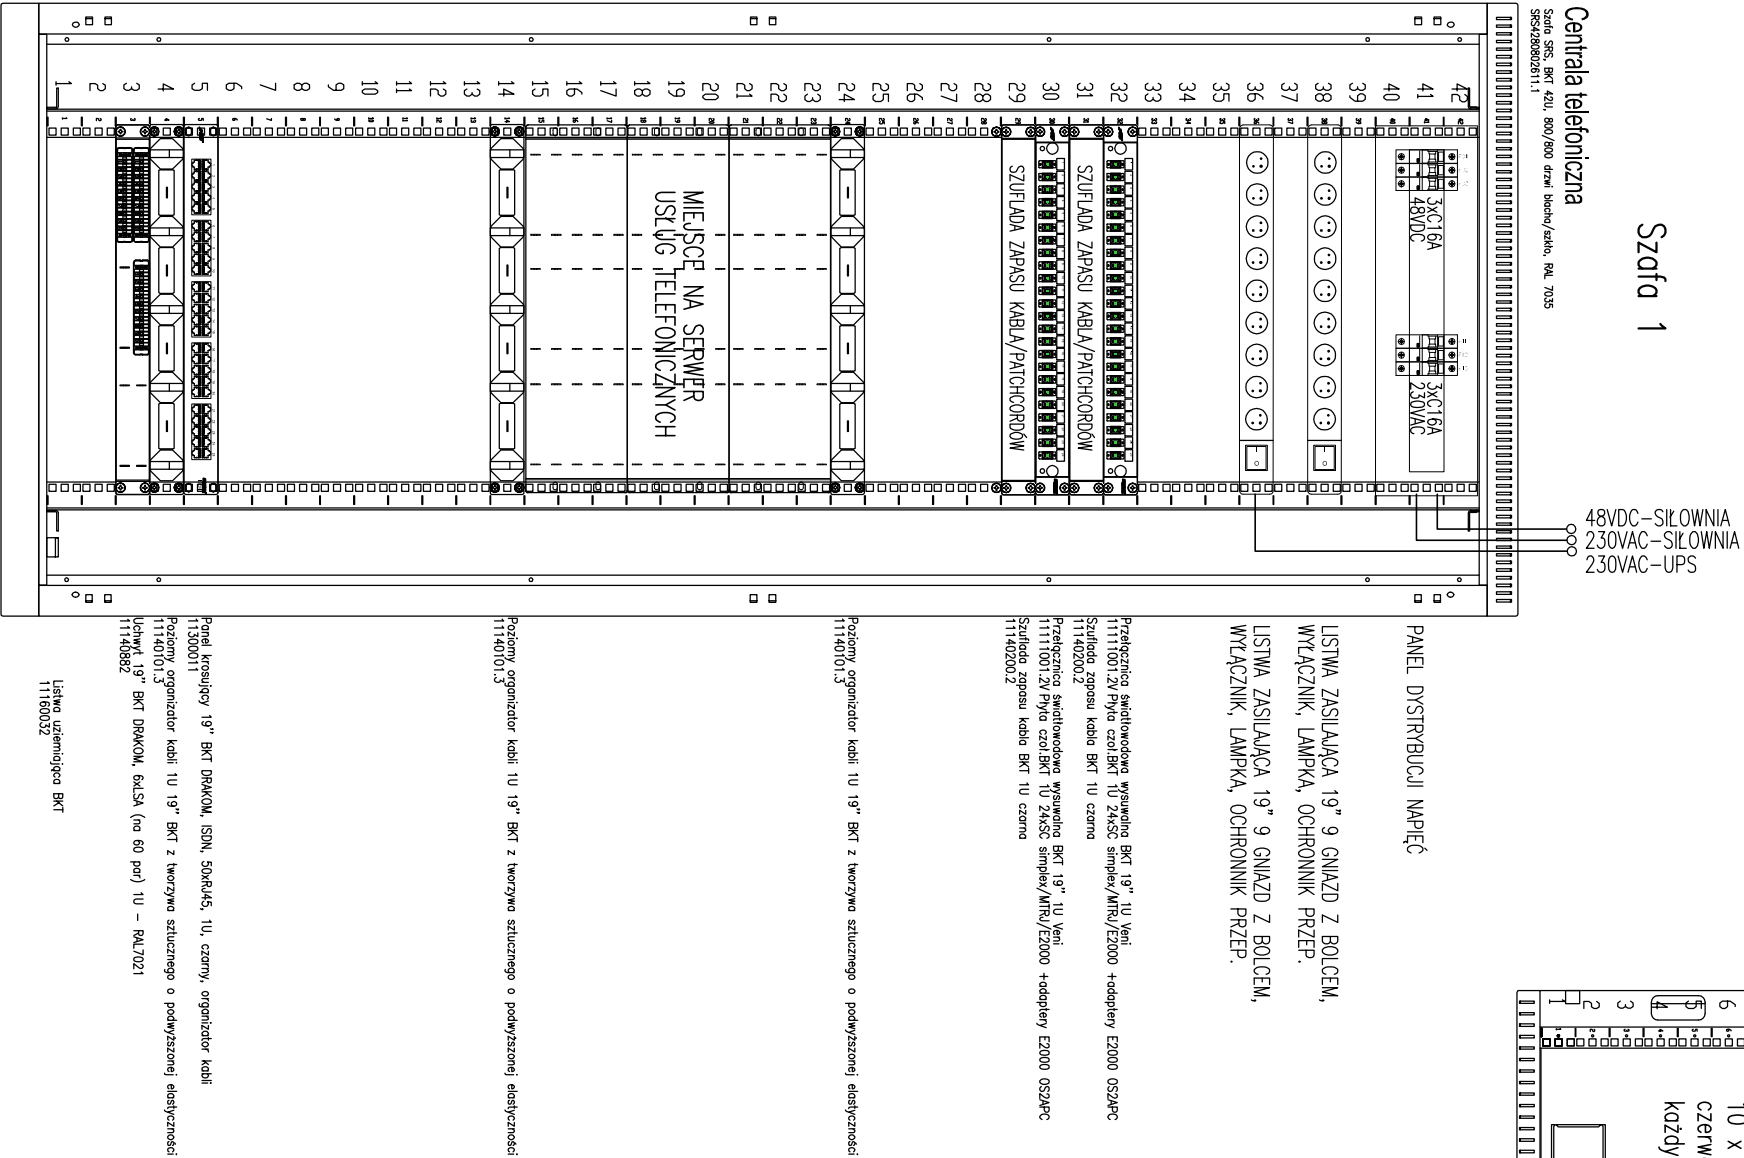 Szafa 1
Centrala telefoniczna
Szafa SRS, BKT 42U, 800/800 drzwi blacha/szkło, RAL 7035
SRS4280802611.1
42
41
40
39
38
37
36
35
34
33
32
31
30
29
28
27
26
25
24
23
22
21
20
19
18
17
16
15
14
13
12
11
10
9
8
7
6
5
4
3
2
1
3xC16A
48VDC
3xC16A
230VAC
SZUFLADA ZAPASU KABLA/PATCHCORDÓW
SZUFLADA ZAPASU KABLA/PATCHCORDÓW
MIEJSCE NA SERWER
USŁUG TELEFONICZNYCH
48VDC-SIŁOWNIA
230VAC-SIŁOWNIA
230VAC-UPS
PANEL DYSTRYBUCJI NAPIĘĆ
LISTWA ZASILAJĄCA 19" 9 GNIAZD Z BOLCEM,
WYŁĄCZNIK, LAMPKA, OCHRONNIK PRZEP.
LISTWA ZASILAJĄCA 19" 9 GNIAZD Z BOLCEM,
WYŁĄCZNIK, LAMPKA, OCHRONNIK PRZEP.
Przełącznica światłowodowa wysuwalna BKT 19" 1U Veni
11111001.2V Płyta czoł.BKT 1U 24xSC simplex/MTRJ/E2000 +adaptery E2000 OS2APC
Szuflada zapasu kabla BKT 1U czarna
11140200.2
Przełącznica światłowodowa wysuwalna BKT 19" 1U Veni
11111001.2V Płyta czoł.BKT 1U 24xSC simplex/MTRJ/E2000 +adaptery E2000 OS2APC
Szuflada zapasu kabla BKT 1U czarna
11140200.2
Poziomy organizator kabli 1U 19" BKT z tworzywa sztucznego o podwyższonej elastyczności
11140101.3
Poziomy organizator kabli 1U 19" BKT z tworzywa sztucznego o podwyższonej elastyczności
11140101.3
Panel krosujący 19" BKT DRAKOM, ISDN, 50xRJ45, 1U, czarny, organizator kabli
11300011
Poziomy organizator kabli 1U 19" BKT z tworzywa sztucznego o podwyższonej elastyczności
11140101.3
Uchwyt 19" BKT DRAKOM, 6xLSA (na 60 par) 1U - RAL7021
11140882
Listwa uziemiająca BKT
11160032
1
2
3
4
5
6
10 x
czerw
każdy